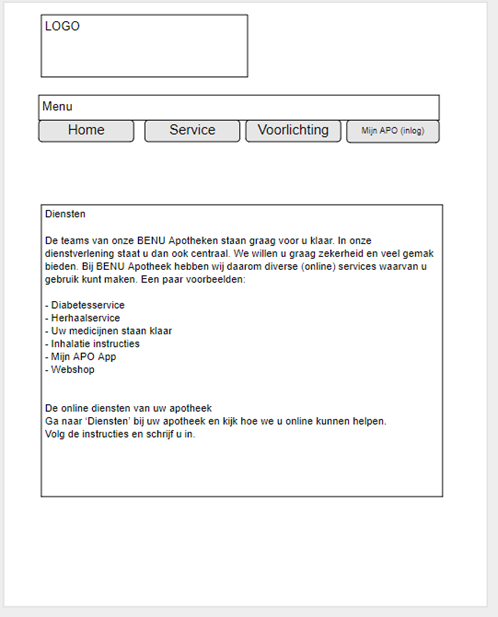 LOGO
Menu
Home
Service
Voorlichting
Mijn APO (inlog)
Diensten
De teams van onze BENU Apotheken staan graag voor u klaar. In onze
dienstverlening staat u dan ook centraal. We willen u graag zekerheid en veel gemak
bieden. Bij BENU Apotheek hebben wij daarom diverse (online) services waarvan u
gebruik kunt maken. Een paar voorbeelden:
- Diabetesservice
- Herhaalservice
- Uw medicijnen staan klaar
- Inhalatie instructies
- Mijn APO App
- Webshop
De online diensten van uw apotheek
Ga naar ‘Diensten’ bij uw apotheek en kijk hoe we u online kunnen helpen.
Volg de instructies en schrijf u in.